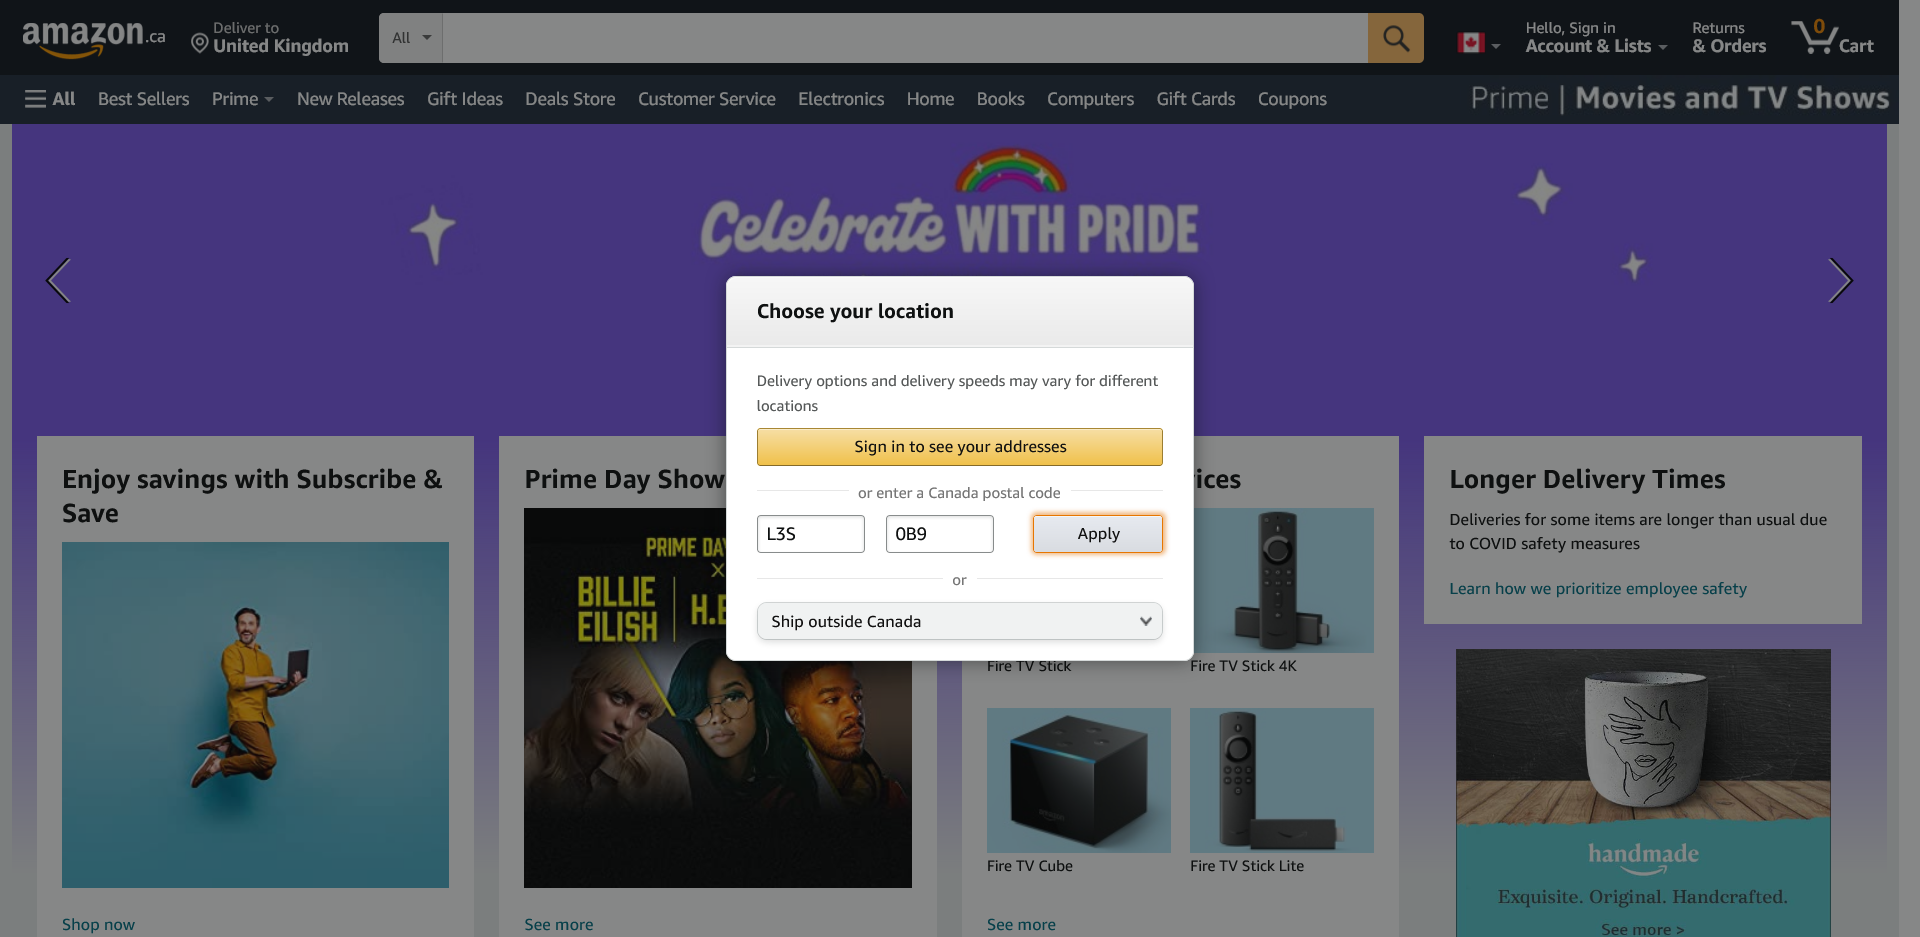 amazon.ca
Deliver to
United Kingdom
All
Hello, Sign in
Account & Lists
Returns
& Orders
0
Cart
All
Best Sellers
Prime
New Releases
Gift Ideas
Deals Store
Customer Service
Electronics
Home
Books
Computers
Gift Cards
Coupons
Prime | Movies and TV Shows
Celebrate WITH PRIDE
Choose your location
Delivery options and delivery speeds may vary for different
locations
Sign in to see your addresses
or enter a Canada postal code
L3S
0B9
Apply
or
Ship outside Canada
Enjoy savings with Subscribe &
Save
Shop now
Prime Day Show
PRIME DAY
X
BILLIE
EILISH
H.E
See more
Fire TV Stick
Fire TV Stick 4K
Fire TV Cube
Fire TV Stick Lite
See more
Longer Delivery Times
Deliveries for some items are longer than usual due
to COVID safety measures
Learn how we prioritize employee safety
handmade
Exquisite. Original. Handcrafted.
See more >